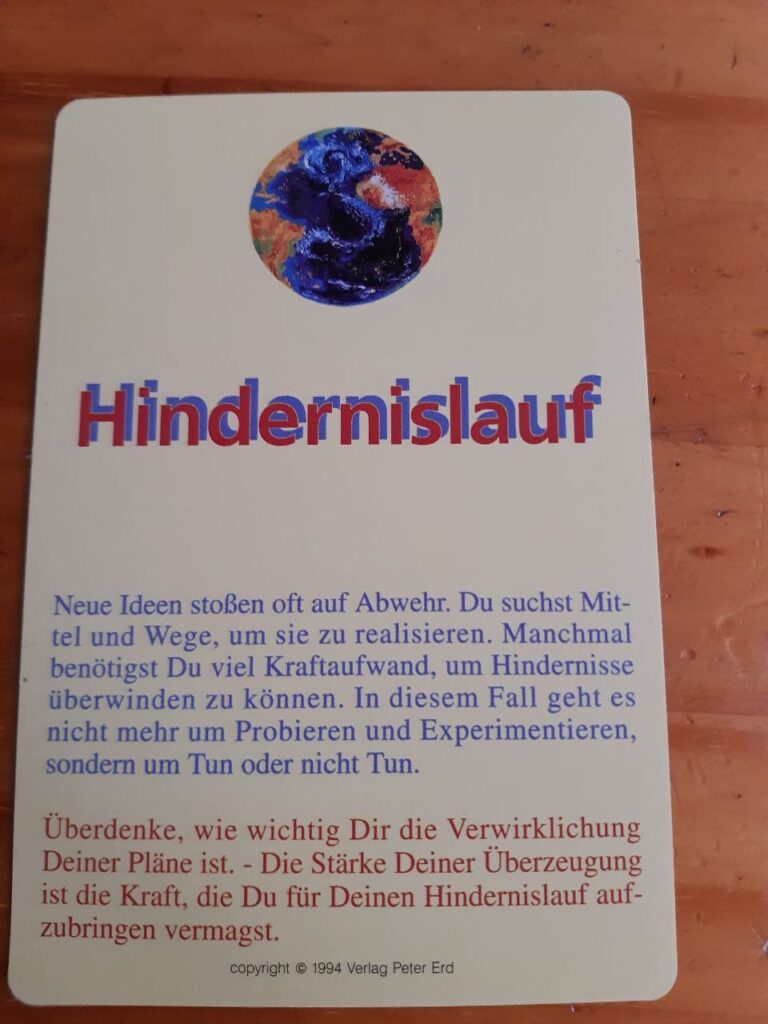 Hindernislauf
Neue Ideen stoßen oft auf Abwehr. Du suchst Mit-
tel und Wege, um sie zu realisieren. Manchmal
benötigst Du viel Kraftaufwand, um Hindernisse
überwinden zu können. In diesem Fall geht es
nicht mehr um Probieren und Experimentieren,
sondern um Tun oder nicht Tun.
Überdenke, wie wichtig Dir die Verwirklichung
Deiner Pläne ist. - Die Stärke Deiner Überzeugung
ist die Kraft, die Du für Deinen Hindernislauf auf-
zubringen vermagst.
copyright © 1994 Verlag Peter Erd